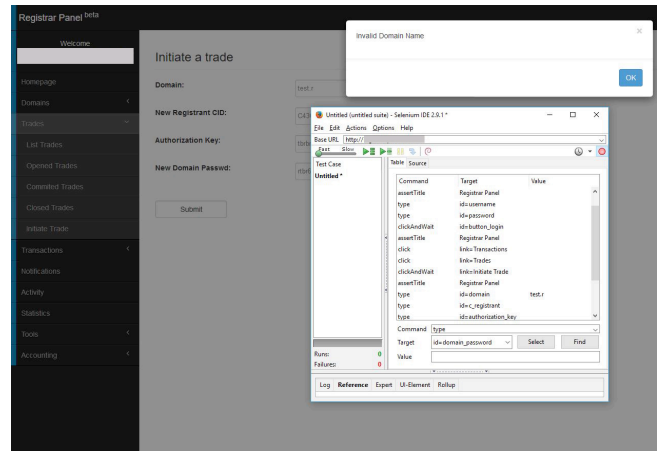 Registrar Panel beta
Welcome
Homepage
Domains
Trades
List Trades
Opened Trades
Commited Trades
Closed Trades
Initiate Trade
Transactions
Notifications
Activity
Statistics
Tools
Accounting
Initiate a trade
Domain:
test.r
New Registrant CID:
Authorization Key:
New Domain Passwd:
Submit
Invalid Domain Name
×
OK
Untitled (untitled suite) - Selenium IDE 2.9.1 *
File Edit Actions Options Help
Base URL http://
Fast Slow
Test Case
Untitled *
Table Source
Command Target Value
assertTitle Registrar Panel
type id=username
type id=password
clickAndWait id=button_login
assertTitle Registrar Panel
click link=Transactions
click link=Trades
clickAndWait link=Initiate Trade
assertTitle Registrar Panel
type id=domain test.r
type id=c_registrant
type id=authorization_key
Command type
Target id=domain_password Select Find
Value
Runs: 0
Failures: 0
Log Reference Expert UI-Element Rollup